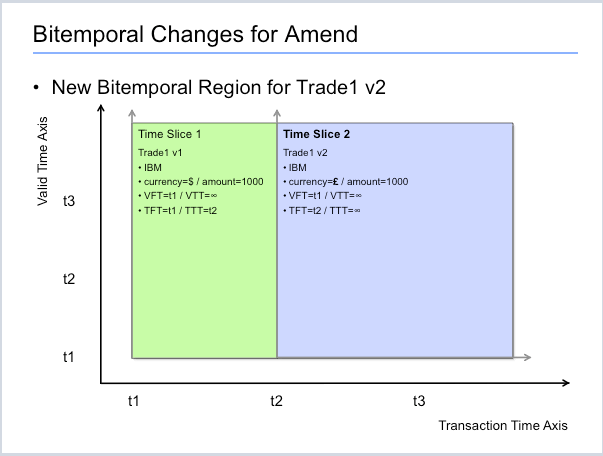 Bitemporal Changes for Amend
• New Bitemporal Region for Trade1 v2
Valid Time Axis
t3
t2
t1
Time Slice 1
Trade1 v1
• IBM
• currency=$ / amount=1000
• VFT=t1 / VTT=∞
• TFT=t1 / TTT=t2
Time Slice 2
Trade1 v2
• IBM
• currency=£ / amount=1000
• VFT=t1 / VTT=∞
• TFT=t2 / TTT=∞
t1
t2
t3
Transaction Time Axis